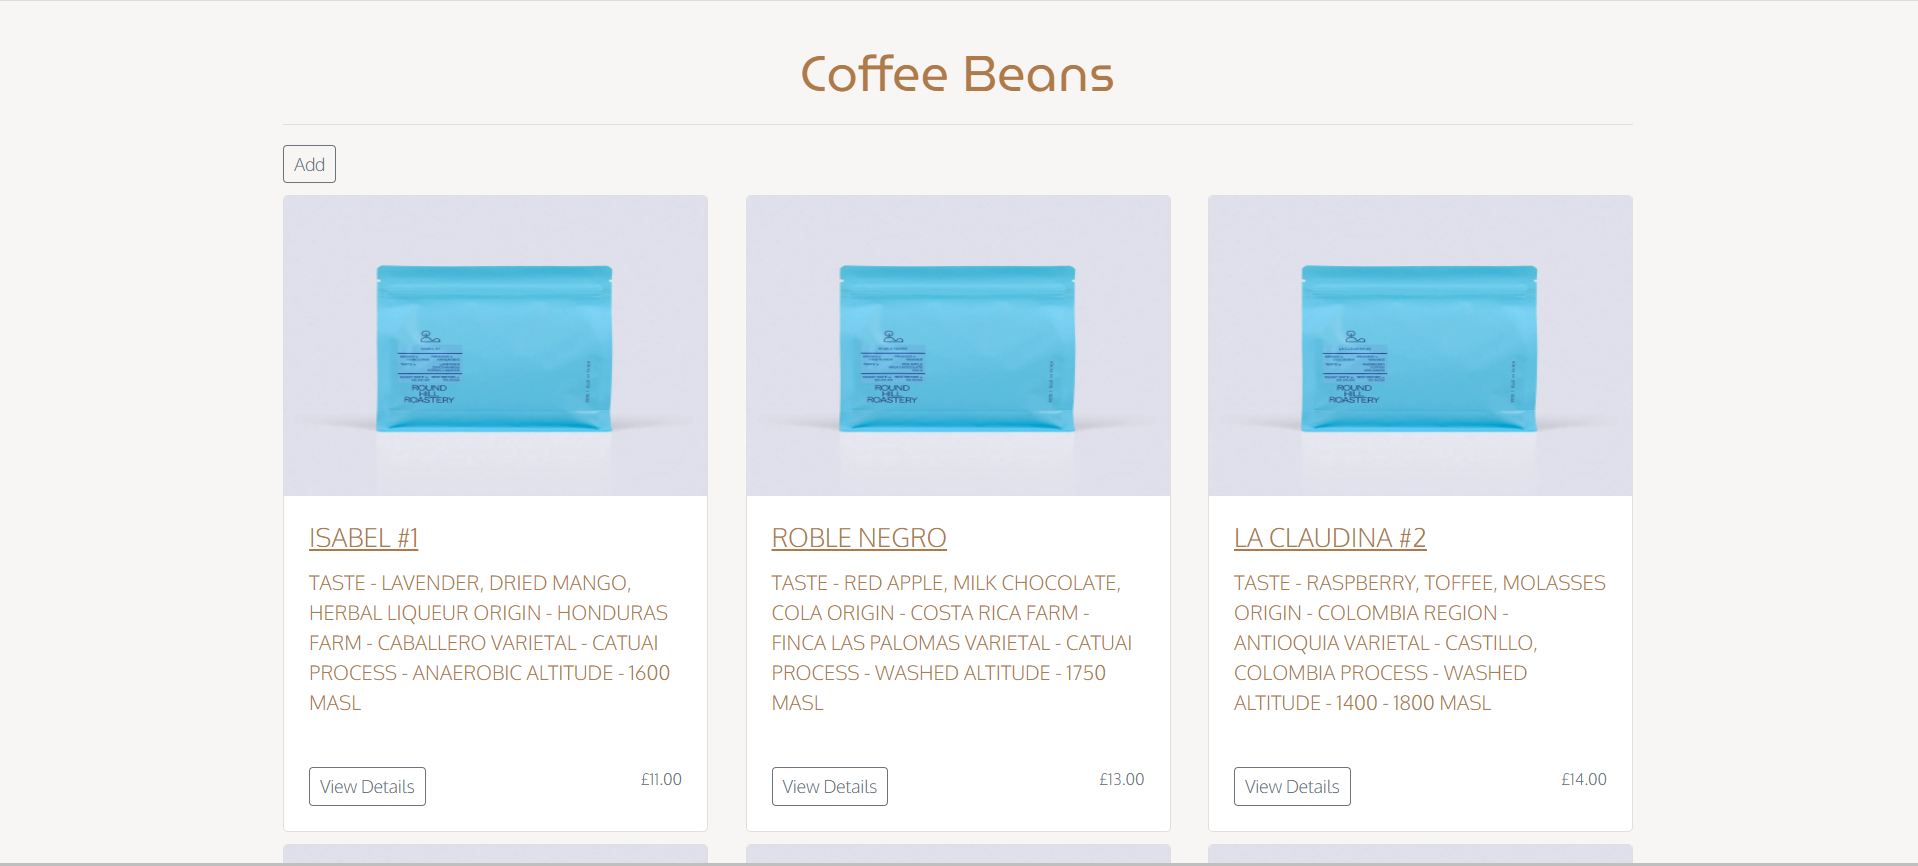 Coffee Beans
Add
ROUND
HILL
ROASTERY
ROUND
HILL
ROASTERY
ROUND
HILL
ROASTERY
ISABEL #1
TASTE - LAVENDER, DRIED MANGO,
HERBAL LIQUEUR ORIGIN - HONDURAS
FARM - CABALLERO VARIETAL - CATUAI
PROCESS - ANAEROBIC ALTITUDE - 1600
MASL
View Details
£11.00
ROBLE NEGRO
TASTE - RED APPLE, MILK CHOCOLATE,
COLA ORIGIN - COSTA RICA FARM -
FINCA LAS PALOMAS VARIETAL - CATUAI
PROCESS - WASHED ALTITUDE - 1750
MASL
View Details
£13.00
LA CLAUDINA #2
TASTE - RASPBERRY, TOFFEE, MOLASSES
ORIGIN - COLOMBIA REGION -
ANTIOQUIA VARIETAL - CASTILLO,
COLOMBIA PROCESS - WASHED
ALTITUDE - 1400 - 1800 MASL
View Details
£14.00